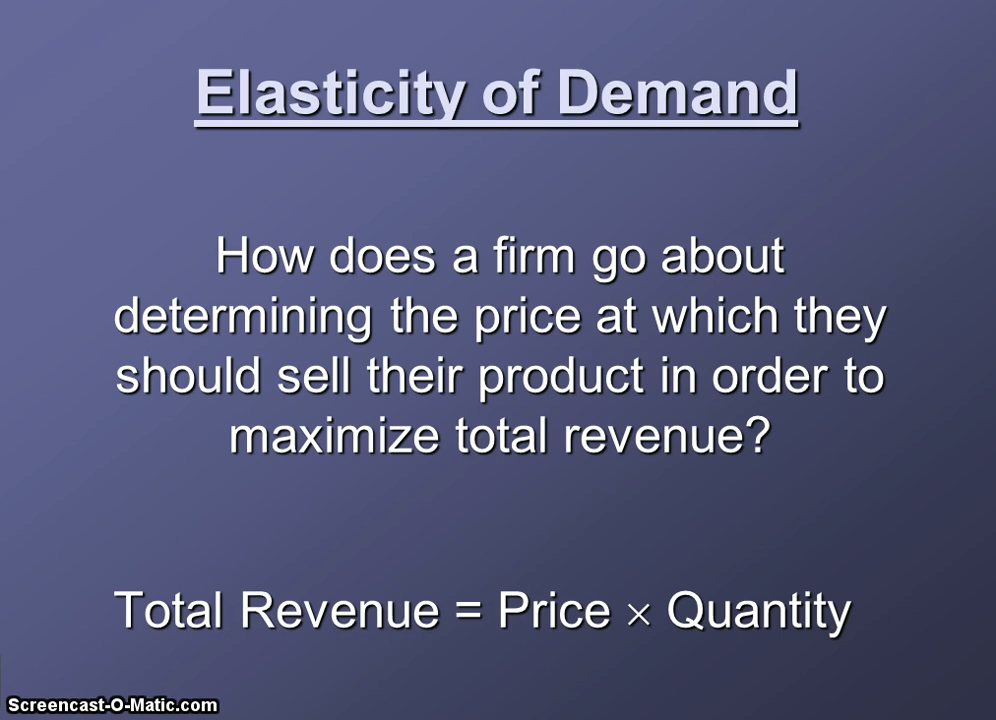 Elasticity of Demand
How does a firm go about
determining the price at which they
should sell their product in order to
maximize total revenue?
Total Revenue = Price × Quantity
Screencast-O-Matic.com